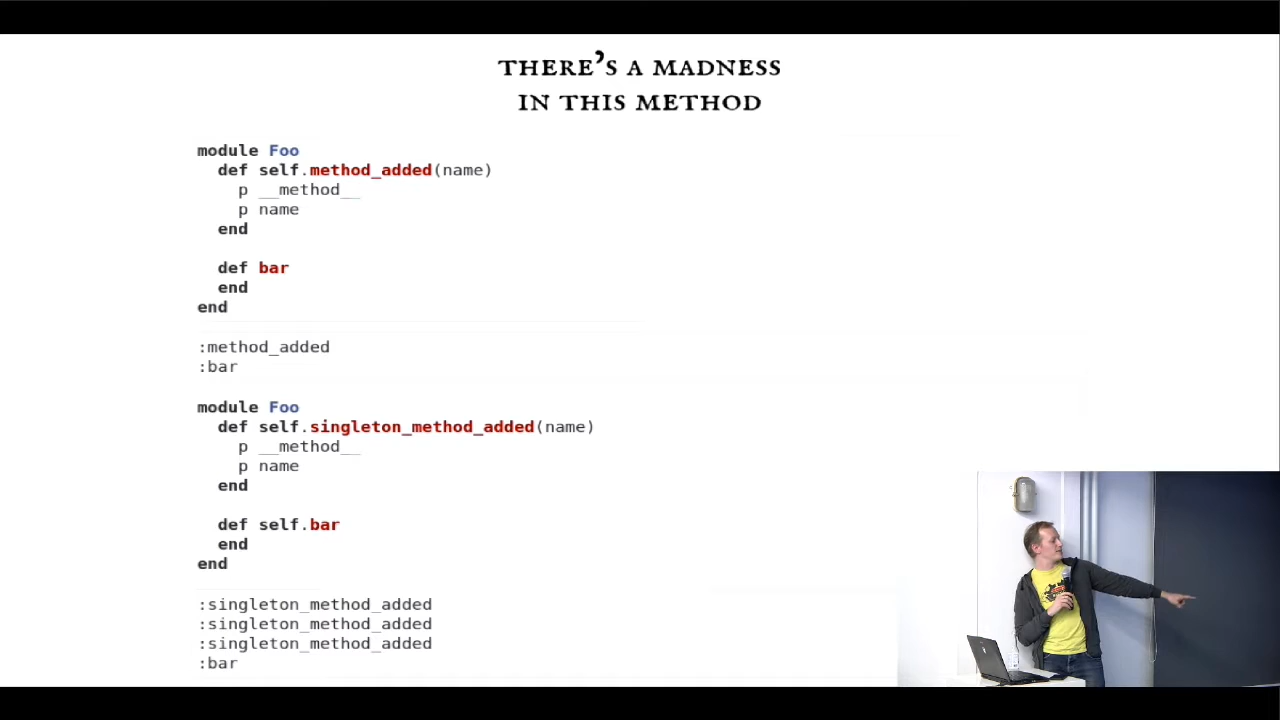 THERE'S A MADNESS
IN THIS METHOD
module Foo
  def self.method_added(name)
    p __method__
    p name
  end

  def bar
  end
end
:method_added
:bar
module Foo
  def self.singleton_method_added(name)
    p __method__
    p name
  end

  def self.bar
  end
end
:singleton_method_added
:singleton_method_added
:singleton_method_added
:bar